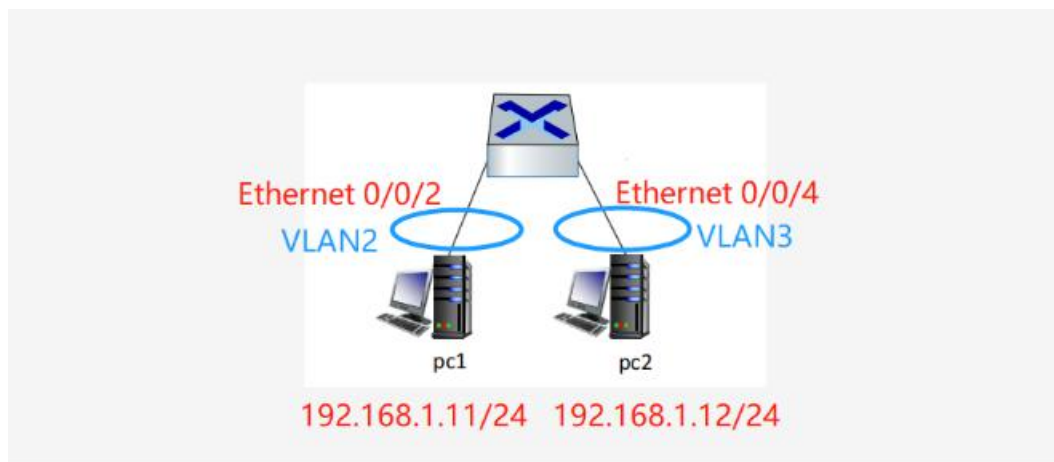 Ethernet 0/0/2 Ethernet 0/0/4
VLAN2 VLAN3
pc1 pc2
192.168.1.11/24 192.168.1.12/24